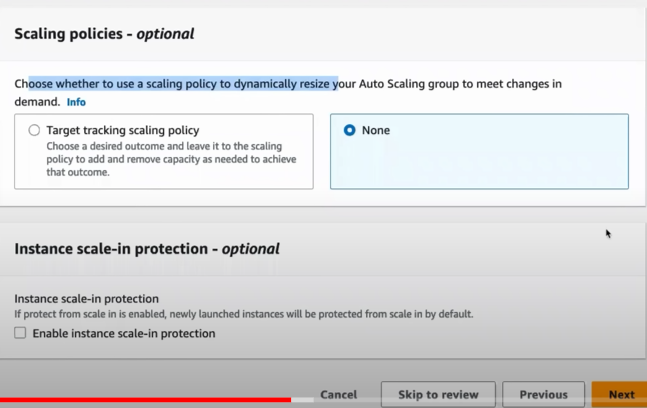 Scaling policies - optional
Choose whether to use a scaling policy to dynamically resize your Auto Scaling group to meet changes in
demand. Info
Target tracking scaling policy
Choose a desired outcome and leave it to the scaling
policy to add and remove capacity as needed to achieve
that outcome.
None
Instance scale-in protection - optional
Instance scale-in protection
If protect from scale in is enabled, newly launched instances will be protected from scale in by default.
Enable instance scale-in protection
Cancel
Skip to review
Previous
Next